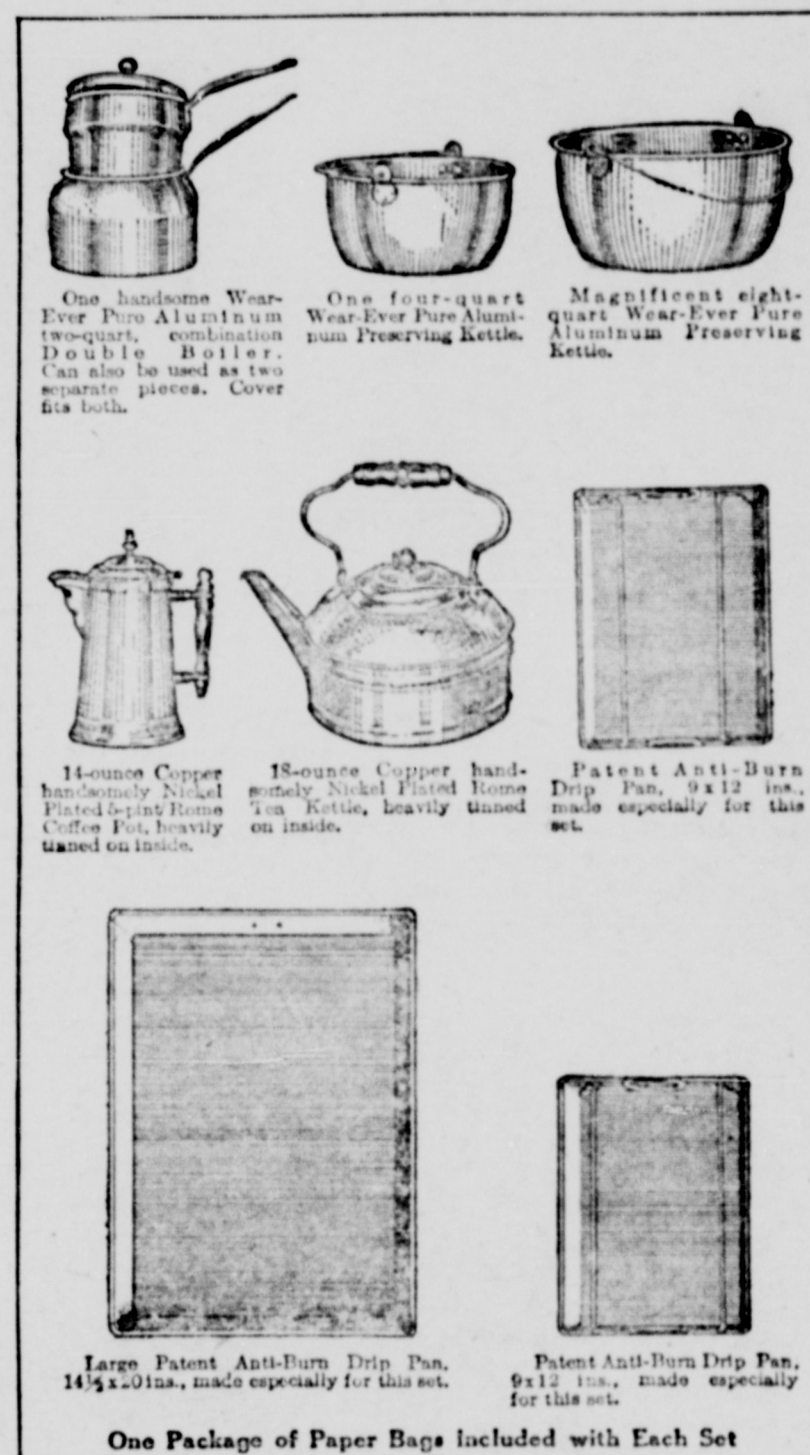 One handsome Wear-
Ever Pure Aluminum
two-quart, combination
Double Boiler.
Can also be used as two
separate pieces. Cover
fits both.
One four-quart
Wear-Ever Pure Alumi-
num Preserving Kettle.
Magnificent eight-
quart Wear-Ever Pure
Aluminum Preserving
Kettle.
14-ounce Copper
handsomely Nickel
Plated 5-pint Rome
Coffee Pot, heavily
tinned on inside.
18-ounce Copper hand-
somely Nickel Plated Rome
Tea Kettle, heavily tinned
on inside.
Patent Anti-Burn
Drip Pan, 9x12 ins.,
made especially for this
set.
Large Patent Anti-Burn Drip Pan,
14½x20 ins., made especially for this set.
Patent Anti-Burn Drip Pan,
9x12 ins., made especially
for this set.
One Package of Paper Bags Included with Each Set